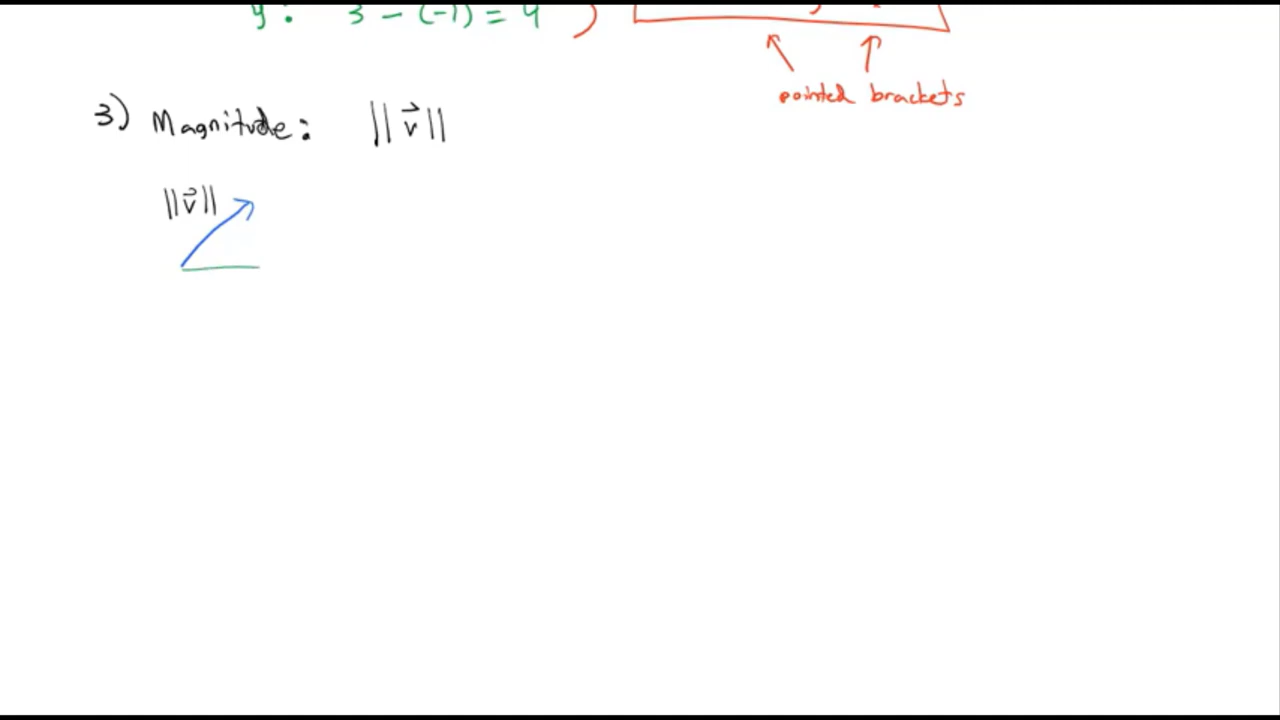 y: 3 - (-1) = 4 )
pointed brackets
3) Magnitude: ||v⃗||
||v⃗||